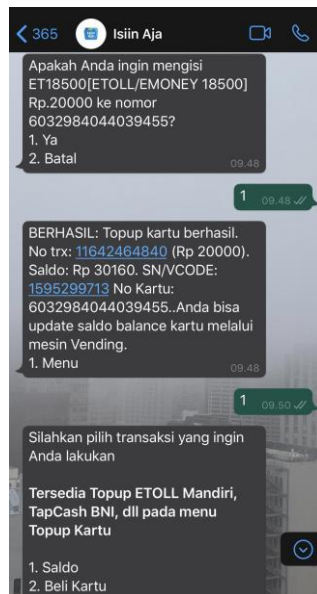 365
Isiin Aja
Apakah Anda ingin mengisi
ET18500[ETOLL/EMONEY 18500]
Rp.20000 ke nomor
6032984044039455?
1. Ya
2. Batal
09.48
1 09.48
BERHASIL: Topup kartu berhasil.
No trx: 11642464840 (Rp 20000).
Saldo: Rp 30160. SN/VCODE:
1595299713 No Kartu:
6032984044039455..Anda bisa
update saldo balance kartu melalui
mesin Vending.
1. Menu
09.48
1 09.50
Silahkan pilih transaksi yang ingin
Anda lakukan
Tersedia Topup ETOLL Mandiri,
TapCash BNI, dll pada menu
Topup Kartu
1. Saldo
2. Beli Kartu